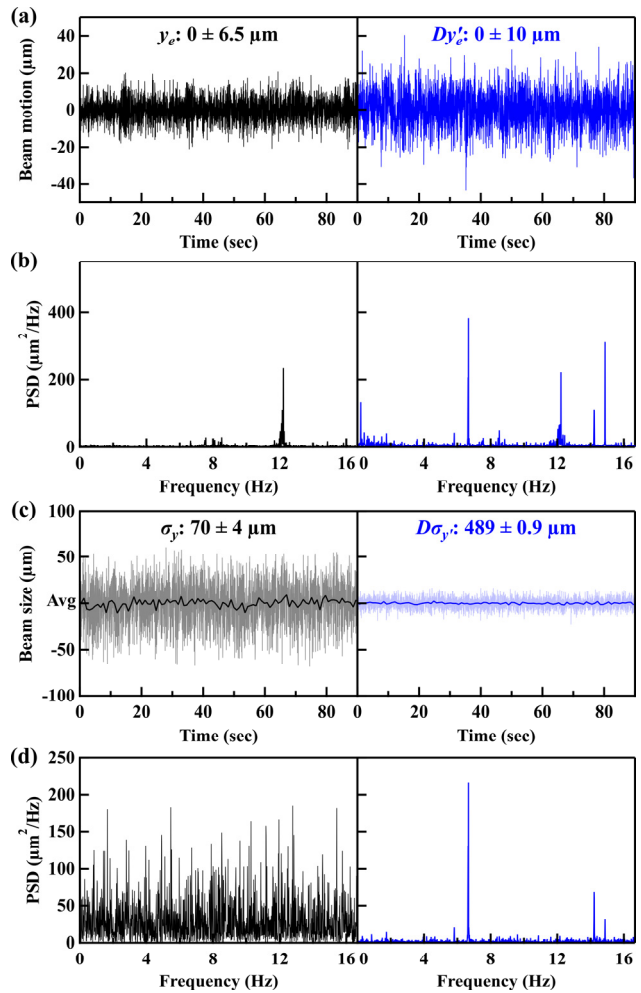 (a)
yₑ: 0 ± 6.5 µm
Dyₑ′: 0 ± 10 µm
Beam motion (µm)
40
20
0
-20
-40
0 20 40 60 80 0 20 40 60 80
Time (sec) Time (sec)
(b)
PSD (µm²/Hz)
400
200
0
0 4 8 12 16 0 4 8 12 16
Frequency (Hz) Frequency (Hz)
(c)
σ_y: 70 ± 4 µm
Dσ_y′: 489 ± 0.9 µm
Beam size (µm)
100
50
Avg
-50
-100
0 20 40 60 80 0 20 40 60 80
Time (sec) Time (sec)
(d)
PSD (µm²/Hz)
250
200
150
100
50
0
0 4 8 12 16 0 4 8 12 16
Frequency (Hz) Frequency (Hz)